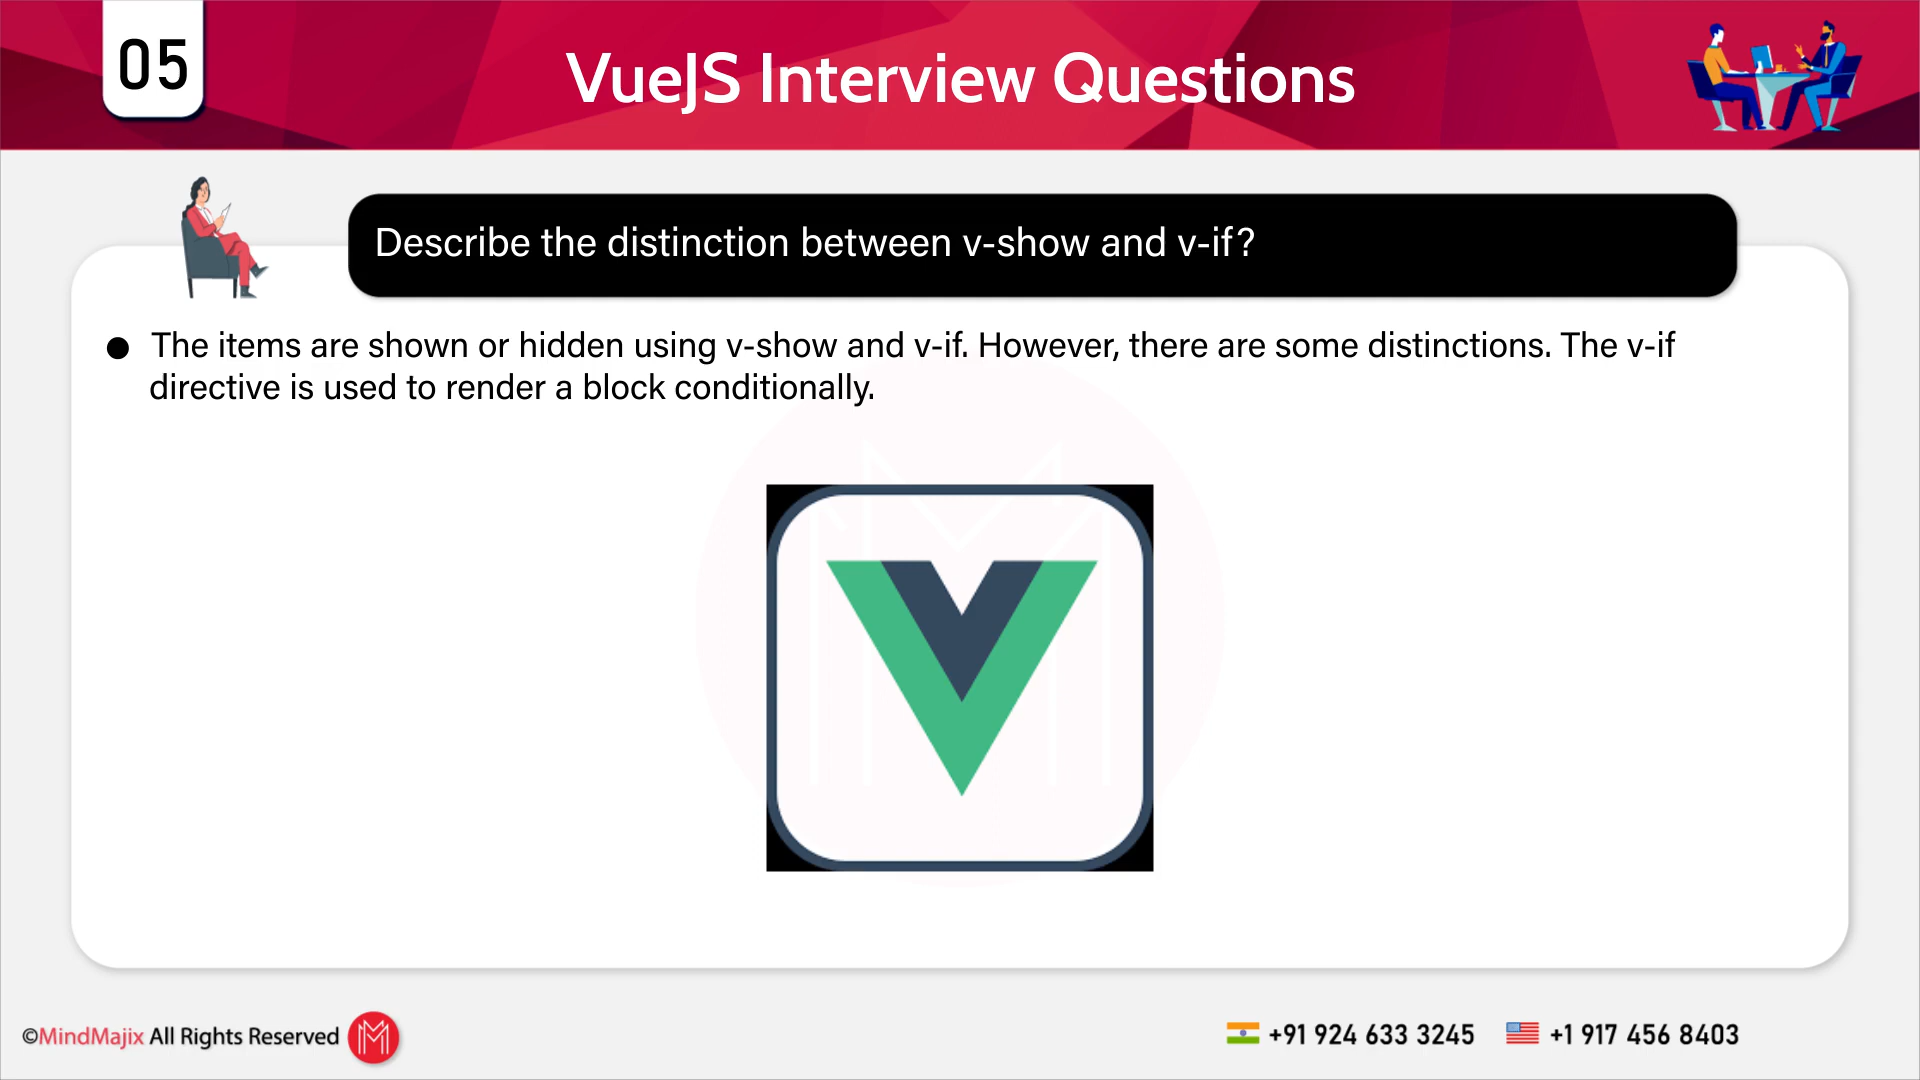 05
VueJS Interview Questions
Describe the distinction between v-show and v-if?
● The items are shown or hidden using v-show and v-if. However, there are some distinctions. The v-if
directive is used to render a block conditionally.
©MindMajix All Rights Reserved
+91 924 633 3245
+1 917 456 8403